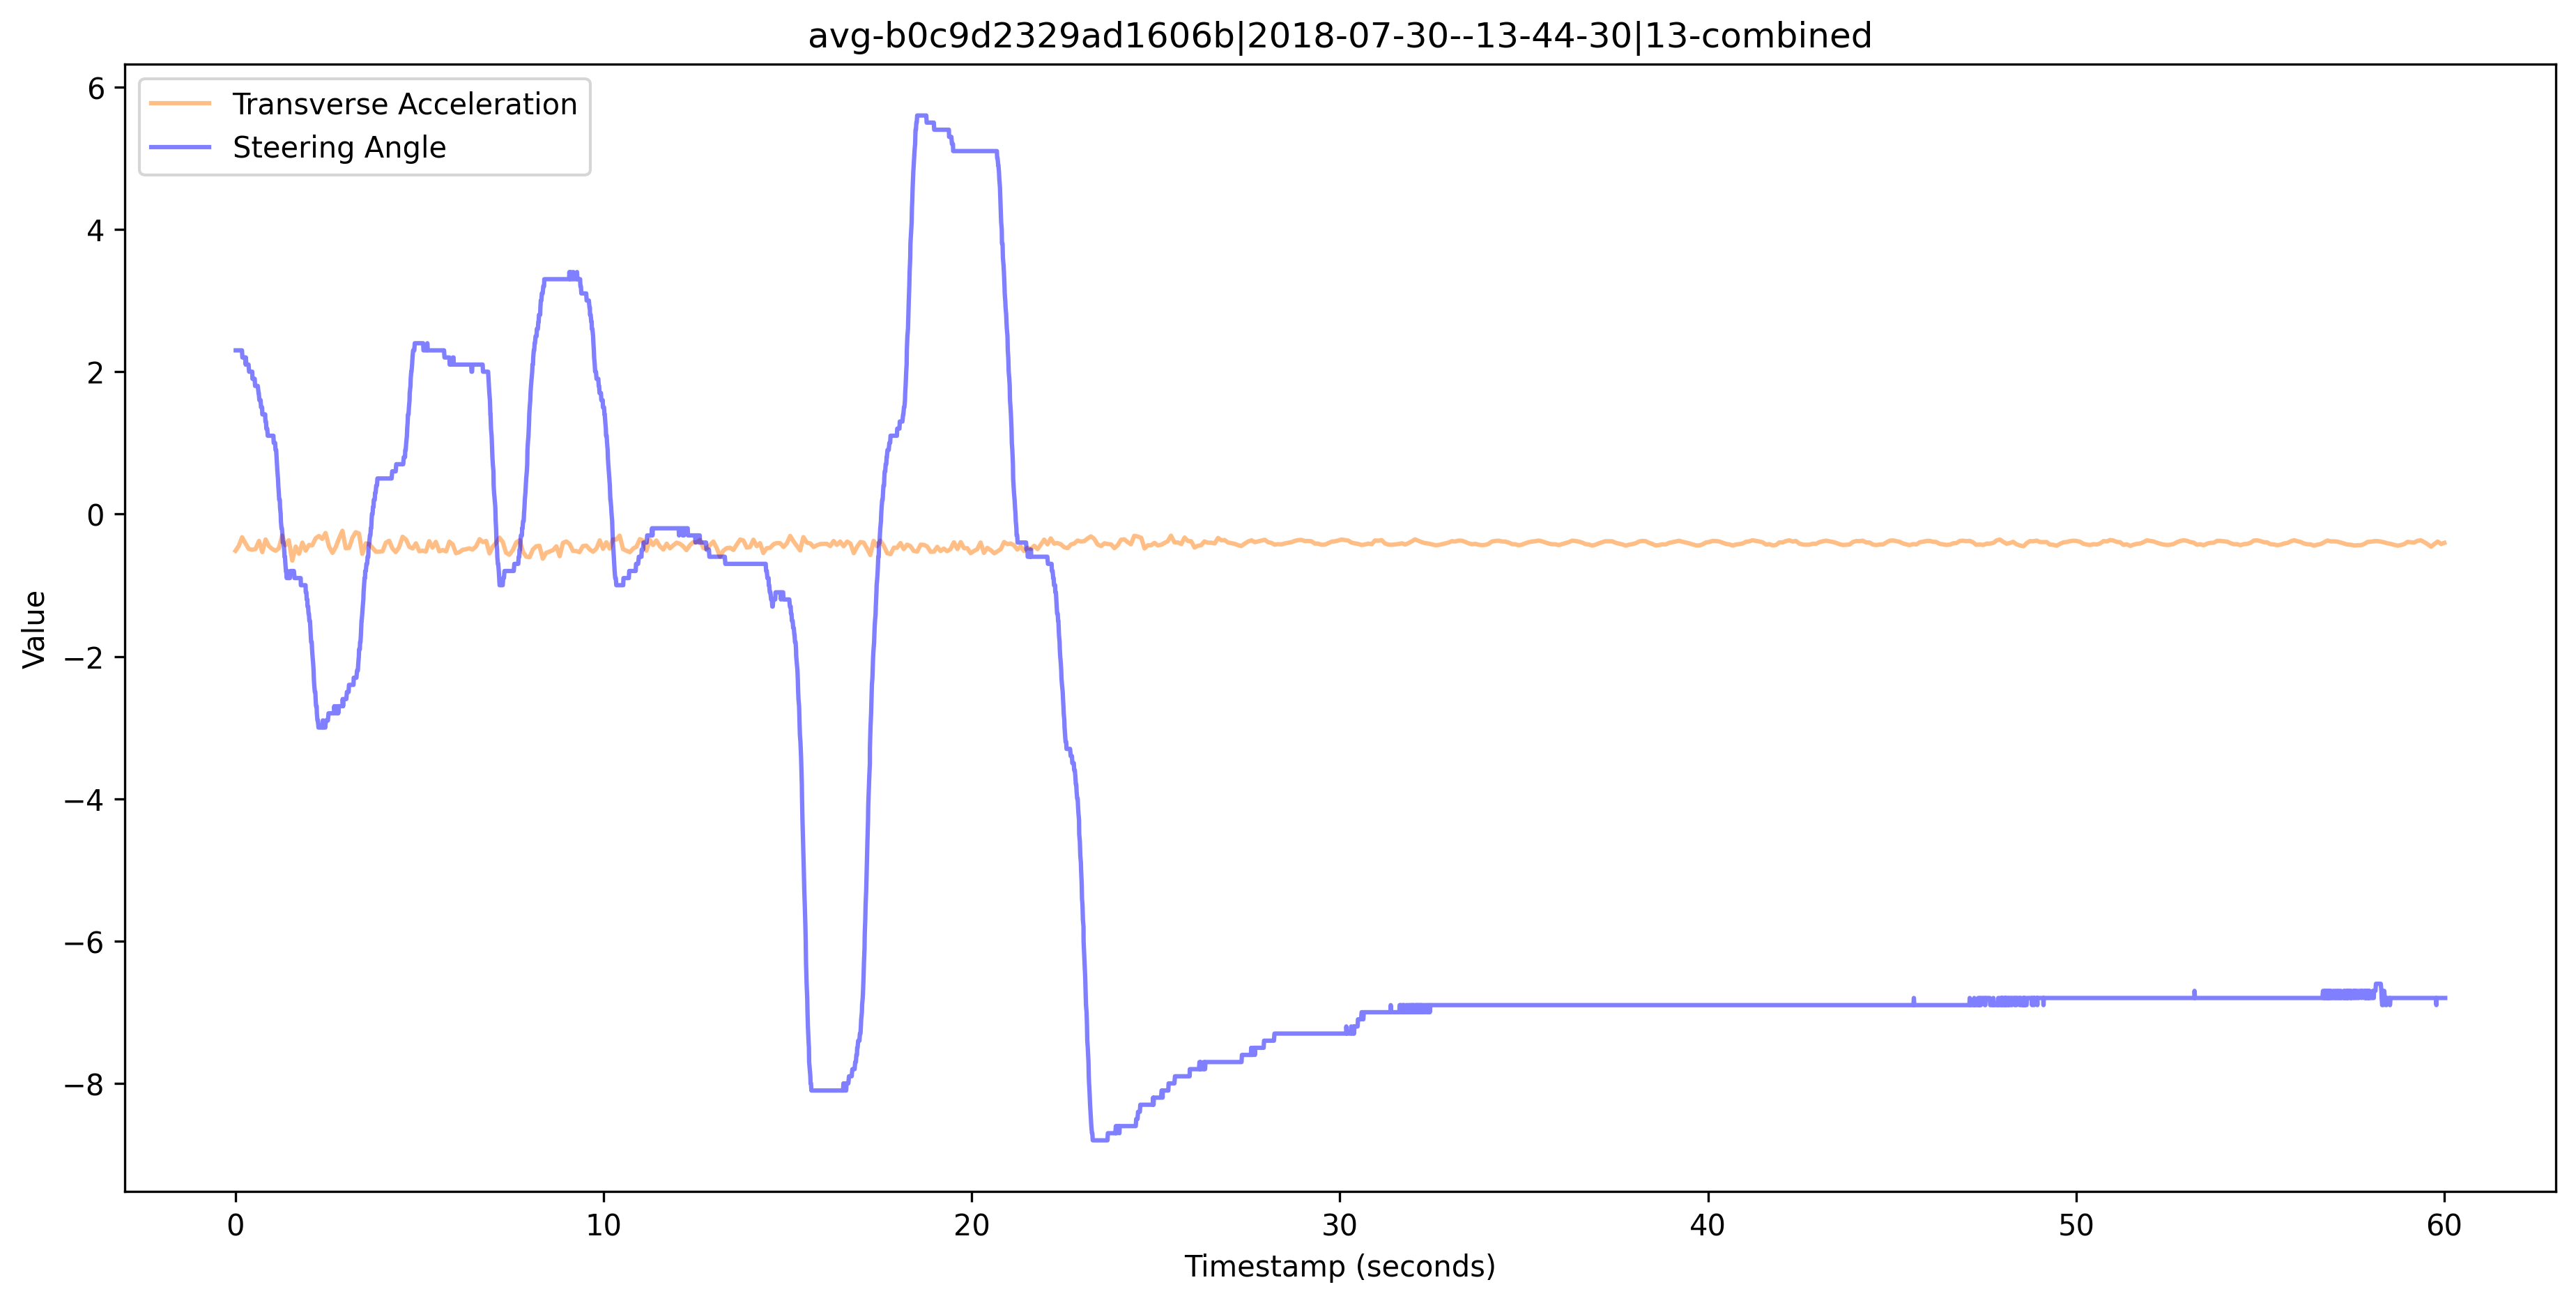 avg-b0c9d2329ad1606b|2018-07-30--13-44-30|13-combined
Transverse Acceleration
Steering Angle
6
4
2
0
−2
−4
−6
−8
Value
0 10 20 30 40 50 60
Timestamp (seconds)